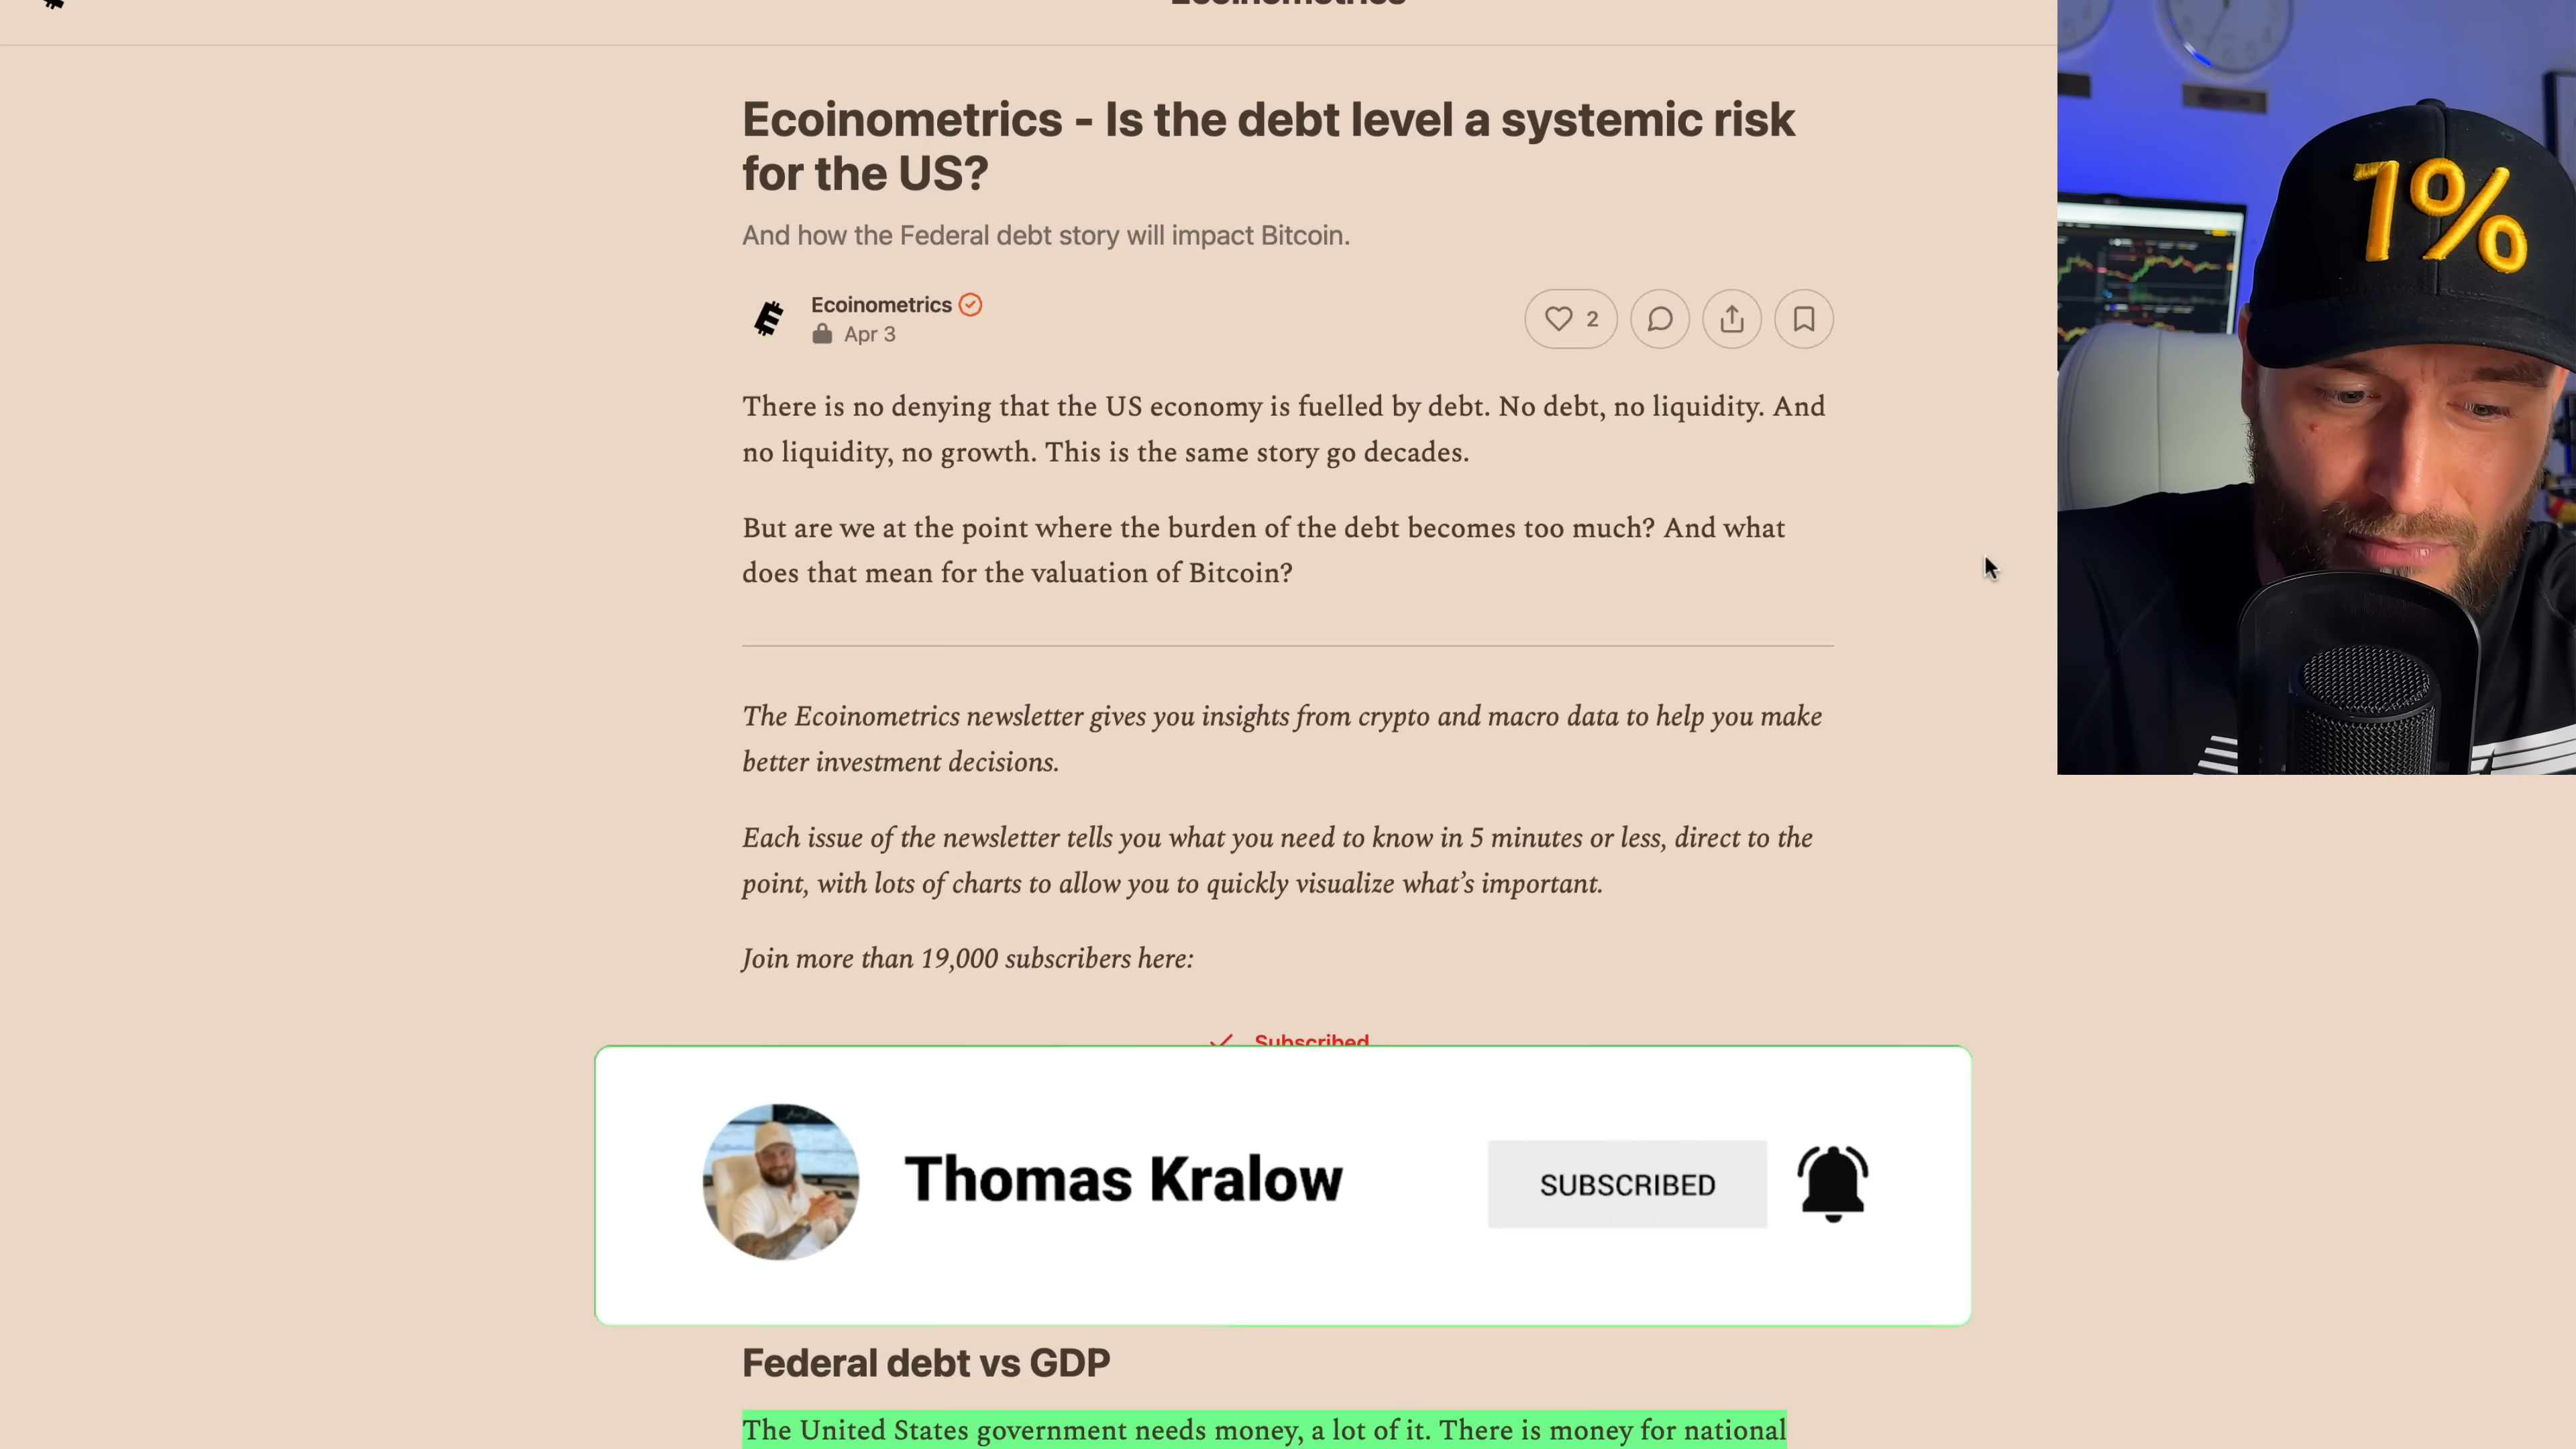 Ecoinometrics
Ecoinometrics - Is the debt level a systemic risk
for the US?
And how the Federal debt story will impact Bitcoin.
Ecoinometrics
Apr 3
2
There is no denying that the US economy is fuelled by debt. No debt, no liquidity. And
no liquidity, no growth. This is the same story go decades.
But are we at the point where the burden of the debt becomes too much? And what
does that mean for the valuation of Bitcoin?
The Ecoinometrics newsletter gives you insights from crypto and macro data to help you make
better investment decisions.
Each issue of the newsletter tells you what you need to know in 5 minutes or less, direct to the
point, with lots of charts to allow you to quickly visualize what’s important.
Join more than 19,000 subscribers here:
Subscribed
Thomas Kralow
SUBSCRIBED
Federal debt vs GDP
The United States government needs money, a lot of it. There is money for national
1%